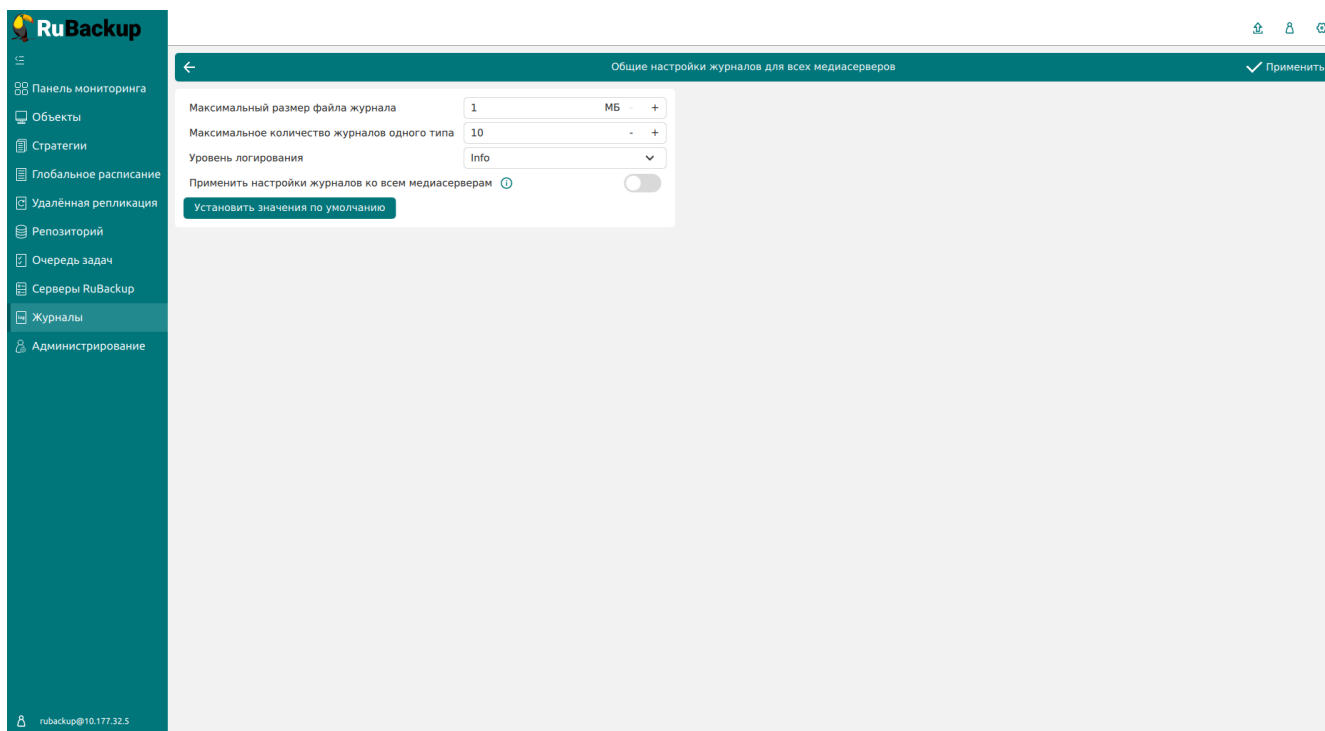 RuBackup
Общие настройки журналов для всех медиасерверов
Применить
Панель мониторинга
Объекты
Стратегии
Глобальное расписание
Удалённая репликация
Репозиторий
Очередь задач
Серверы RuBackup
Журналы
Администрирование
Максимальный размер файла журнала 1 МБ - +
Максимальное количество журналов одного типа 10 - +
Уровень логирования Info
Применить настройки журналов ко всем медиасерверам
Установить значения по умолчанию
rubackup@10.177.32.5